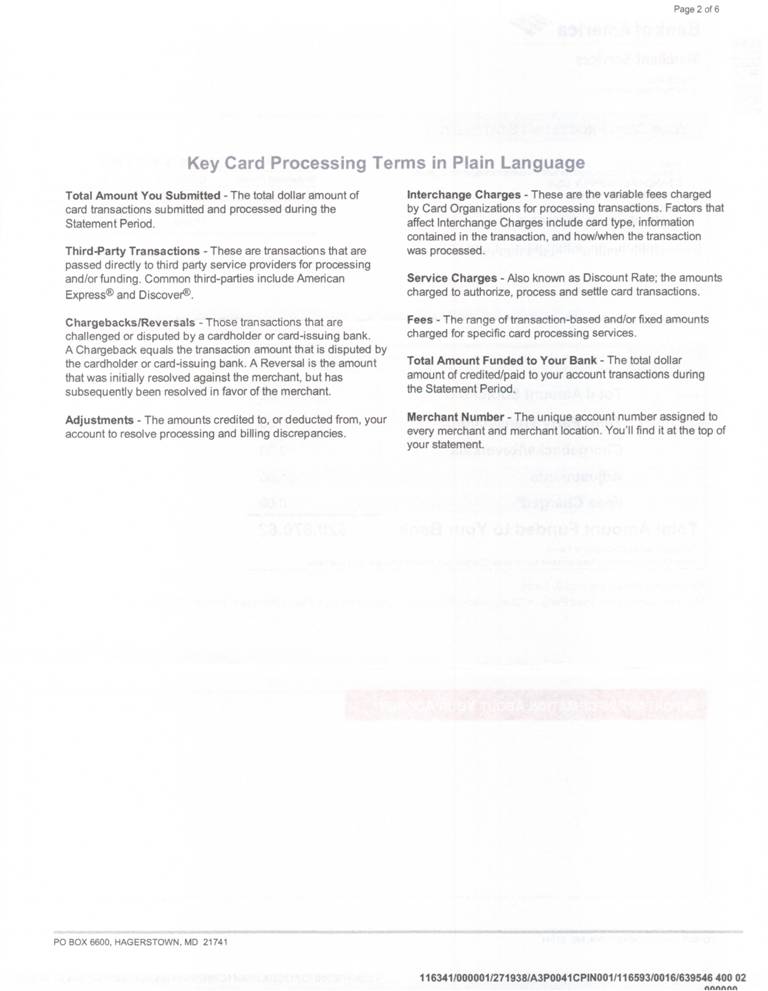 Page 2 of 6
Key Card Processing Terms in Plain Language
Total Amount You Submitted - The total dollar amount of
card transactions submitted and processed during the
Statement Period.
Third-Party Transactions - These are transactions that are
passed directly to third party service providers for processing
and/or funding. Common third-parties include American
Express® and Discover®.
Chargebacks/Reversals - Those transactions that are
challenged or disputed by a cardholder or card-issuing bank.
A Chargeback equals the transaction amount that is disputed by
the cardholder or card-issuing bank. A Reversal is the amount
that was initially resolved against the merchant, but has
subsequently been resolved in favor of the merchant.
Adjustments - The amounts credited to, or deducted from, your
account to resolve processing and billing discrepancies.
Interchange Charges - These are the variable fees charged
by Card Organizations for processing transactions. Factors that
affect Interchange Charges include card type, information
contained in the transaction, and how/when the transaction
was processed.
Service Charges - Also known as Discount Rate; the amounts
charged to authorize, process and settle card transactions.
Fees - The range of transaction-based and/or fixed amounts
charged for specific card processing services.
Total Amount Funded to Your Bank - The total dollar
amount of credited/paid to your account transactions during
the Statement Period.
Merchant Number - The unique account number assigned to
every merchant and merchant location. You'll find it at the top of
your statement.
PO BOX 6600, HAGERSTOWN, MD 21741
116341/000001/271938/A3P0041CPIN001/116593/0016/639546 400 02